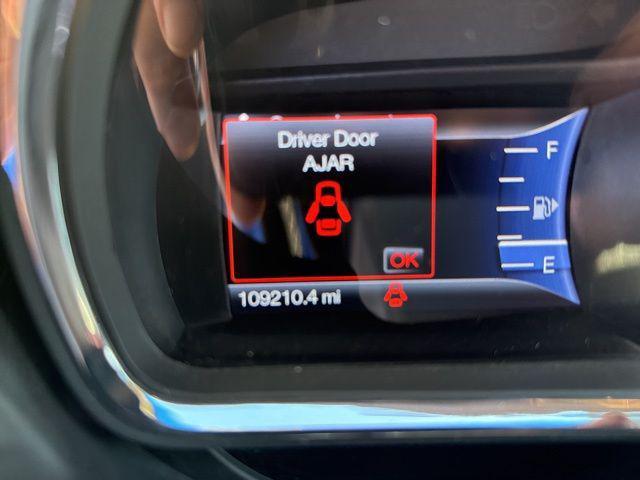 Driver Door
AJAR
OK
109210.4 mi
F
E